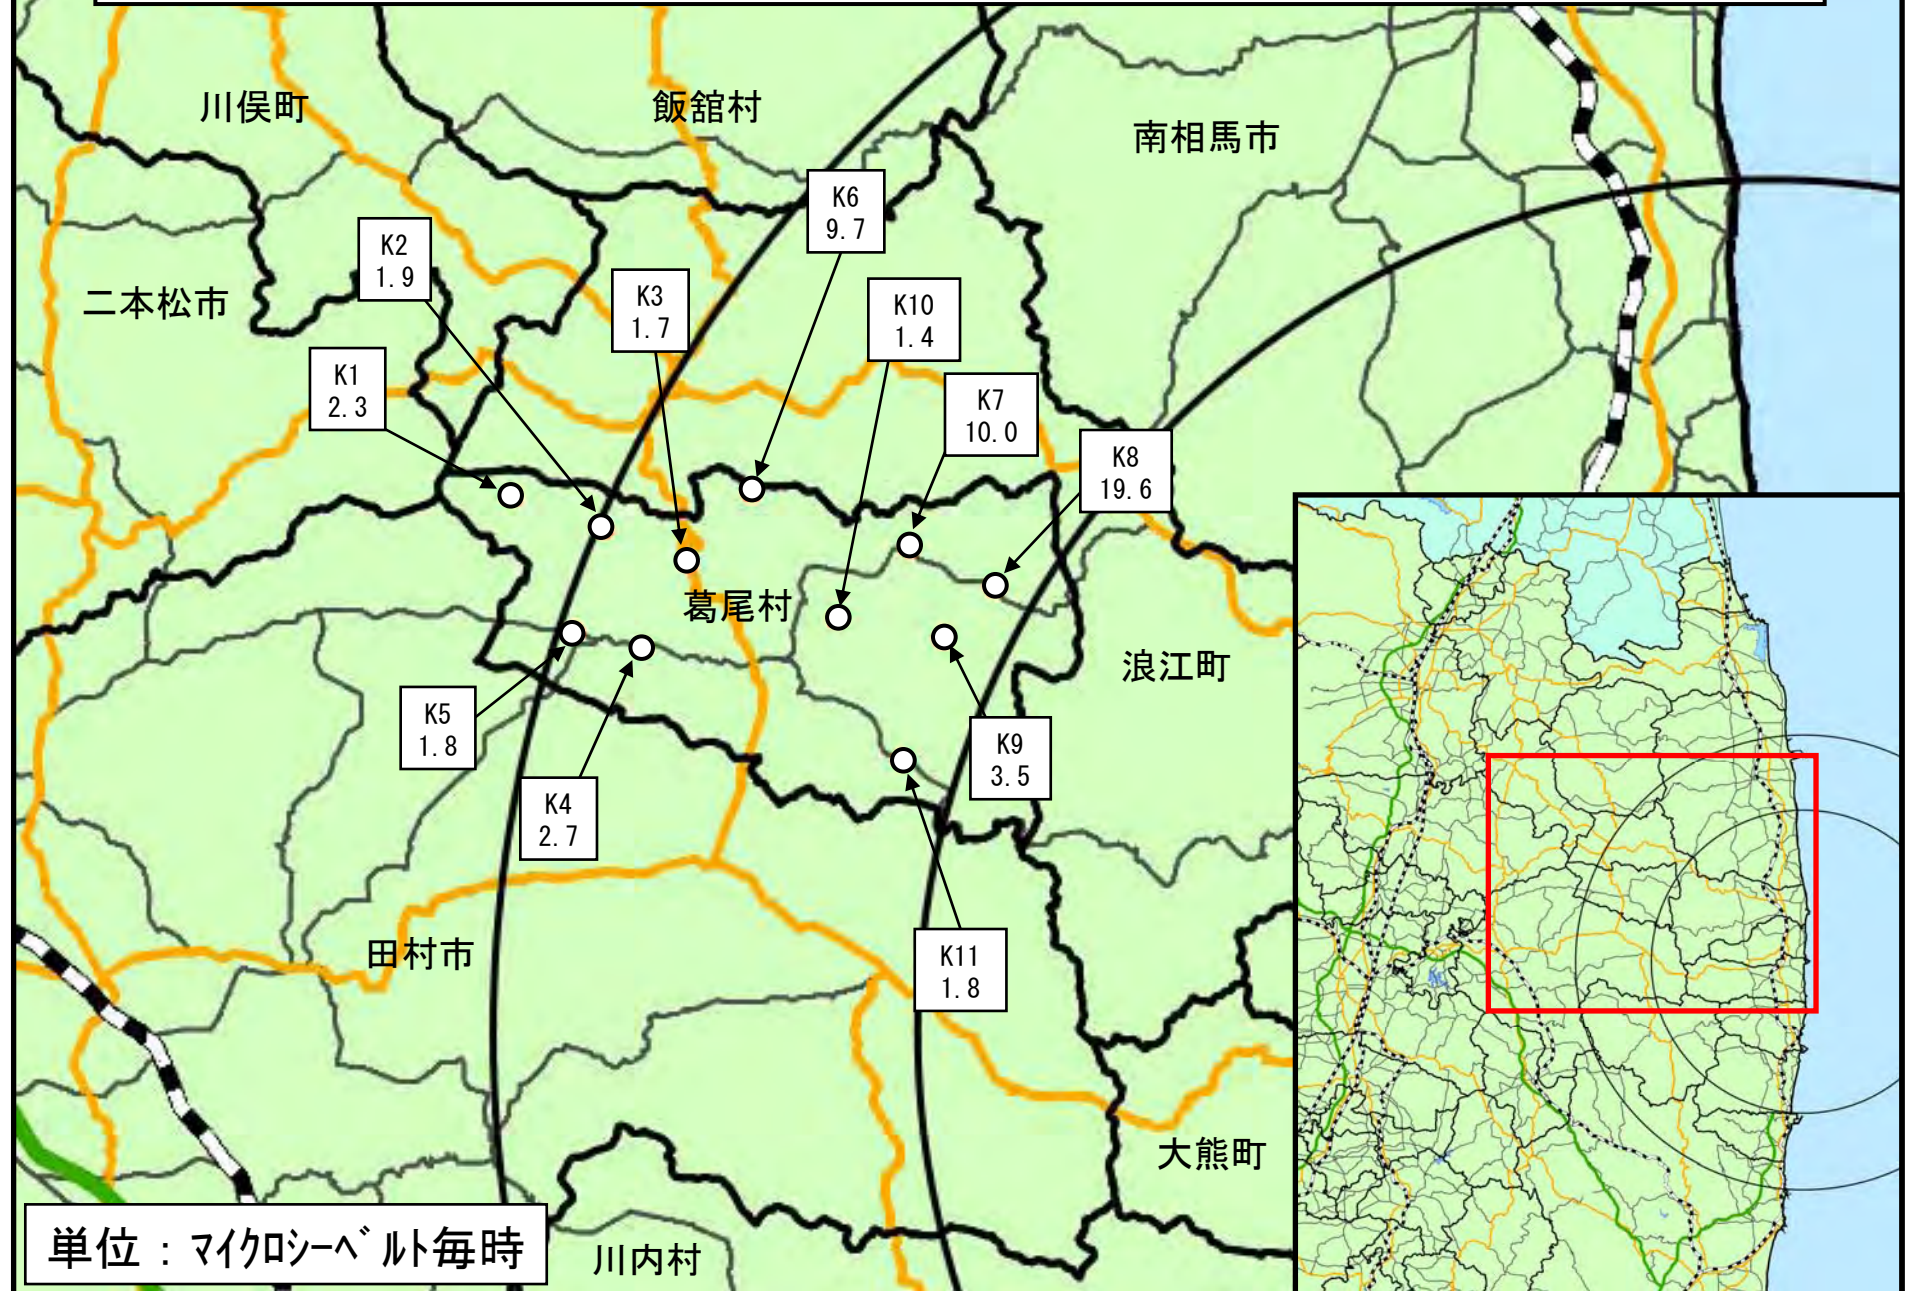 川俣町
飯舘村
南相馬市
K6
9.7
K2
1.9
二本松市
K3
1.7
K10
1.4
K1
2.3
K7
10.0
K8
19.6
葛尾村
浪江町
K5
1.8
K9
3.5
K4
2.7
田村市
K11
1.8
大熊町
単位：マイクロシーベルト毎時
川内村